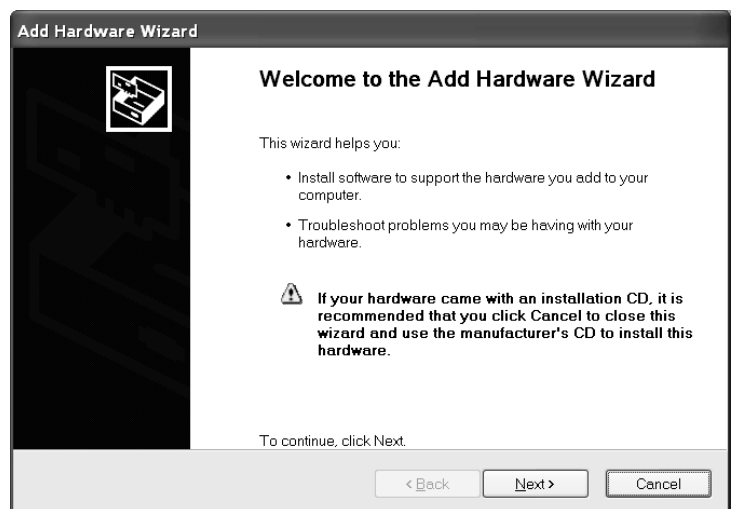 Add Hardware Wizard
Welcome to the Add Hardware Wizard
This wizard helps you:
• Install software to support the hardware you add to your
computer.
• Troubleshoot problems you may be having with your
hardware.
If your hardware came with an installation CD, it is
recommended that you click Cancel to close this
wizard and use the manufacturer's CD to install this
hardware.
To continue, click Next.
< Back Next > Cancel